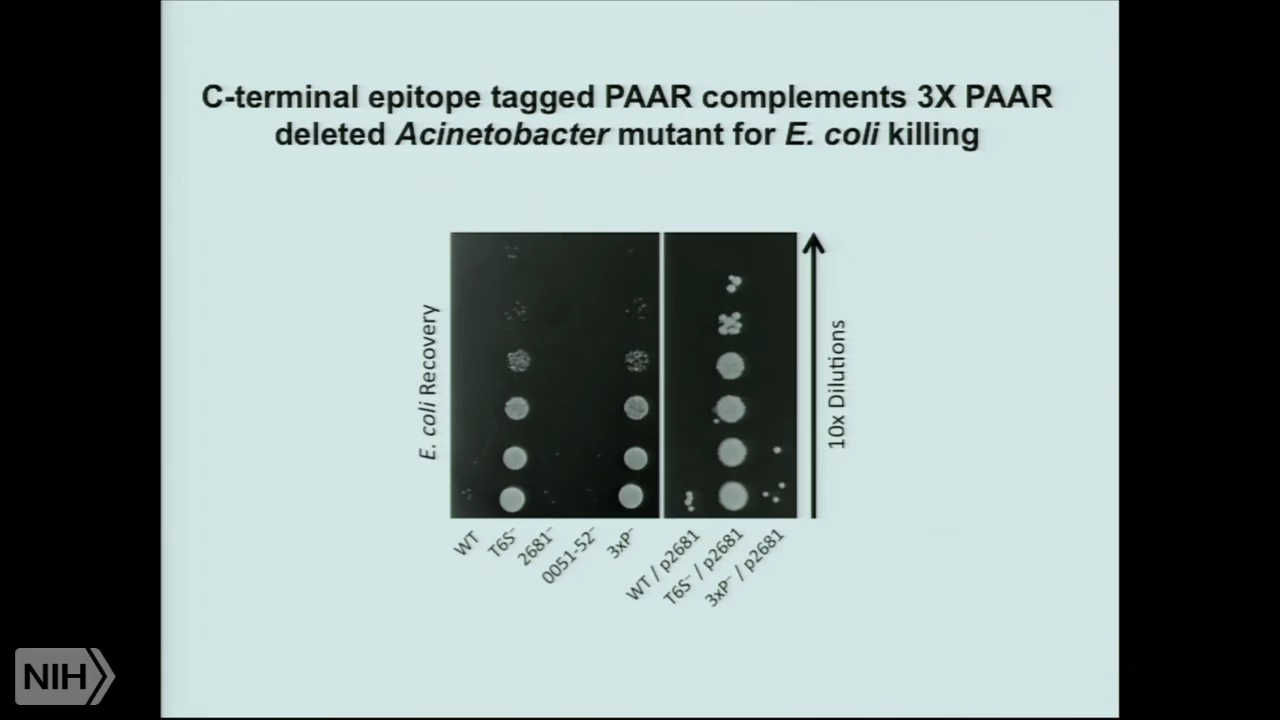 C-terminal epitope tagged PAAR complements 3X PAAR
deleted Acinetobacter mutant for E. coli killing
E. coli Recovery
10x Dilutions
WT
T6S⁻
2681⁻
0051-52⁻
3xP⁻
WT / p2681
T6S⁻ / p2681
3xP⁻ / p2681
NIH